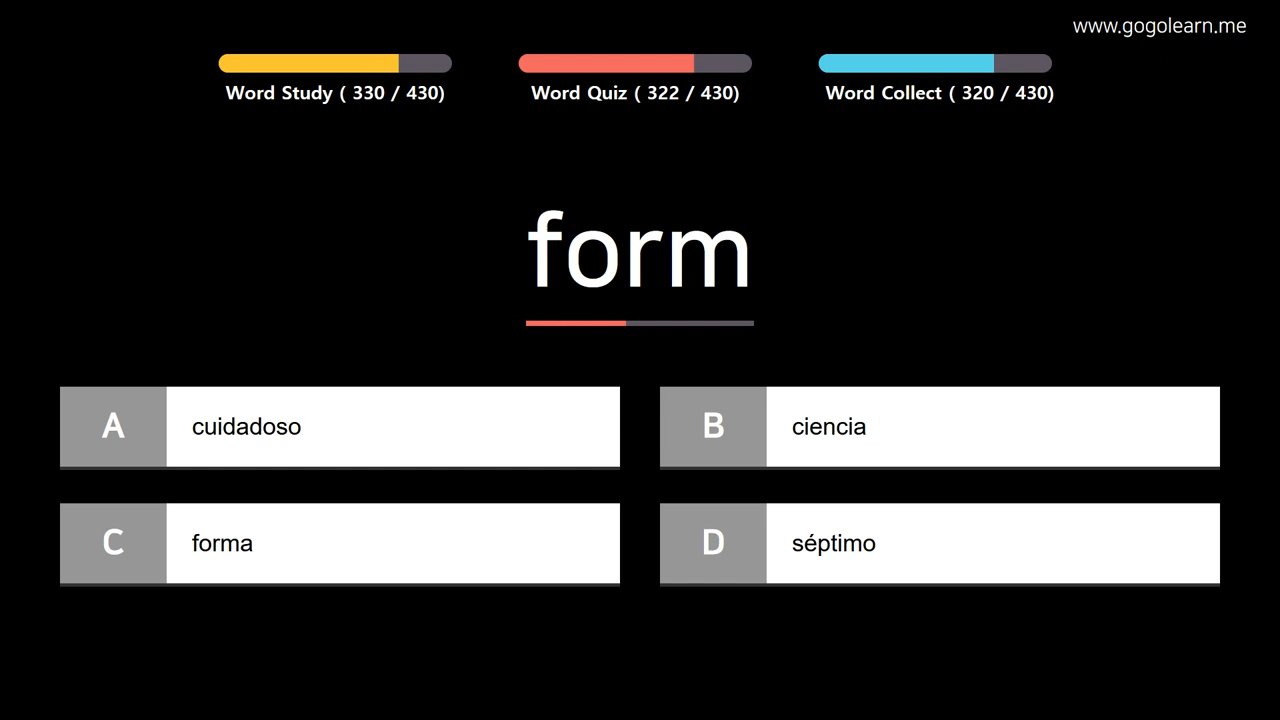 www.gogolearn.me
Word Study ( 330 / 430)
Word Quiz ( 322 / 430)
Word Collect ( 320 / 430)
form
A cuidadoso
B ciencia
C forma
D séptimo